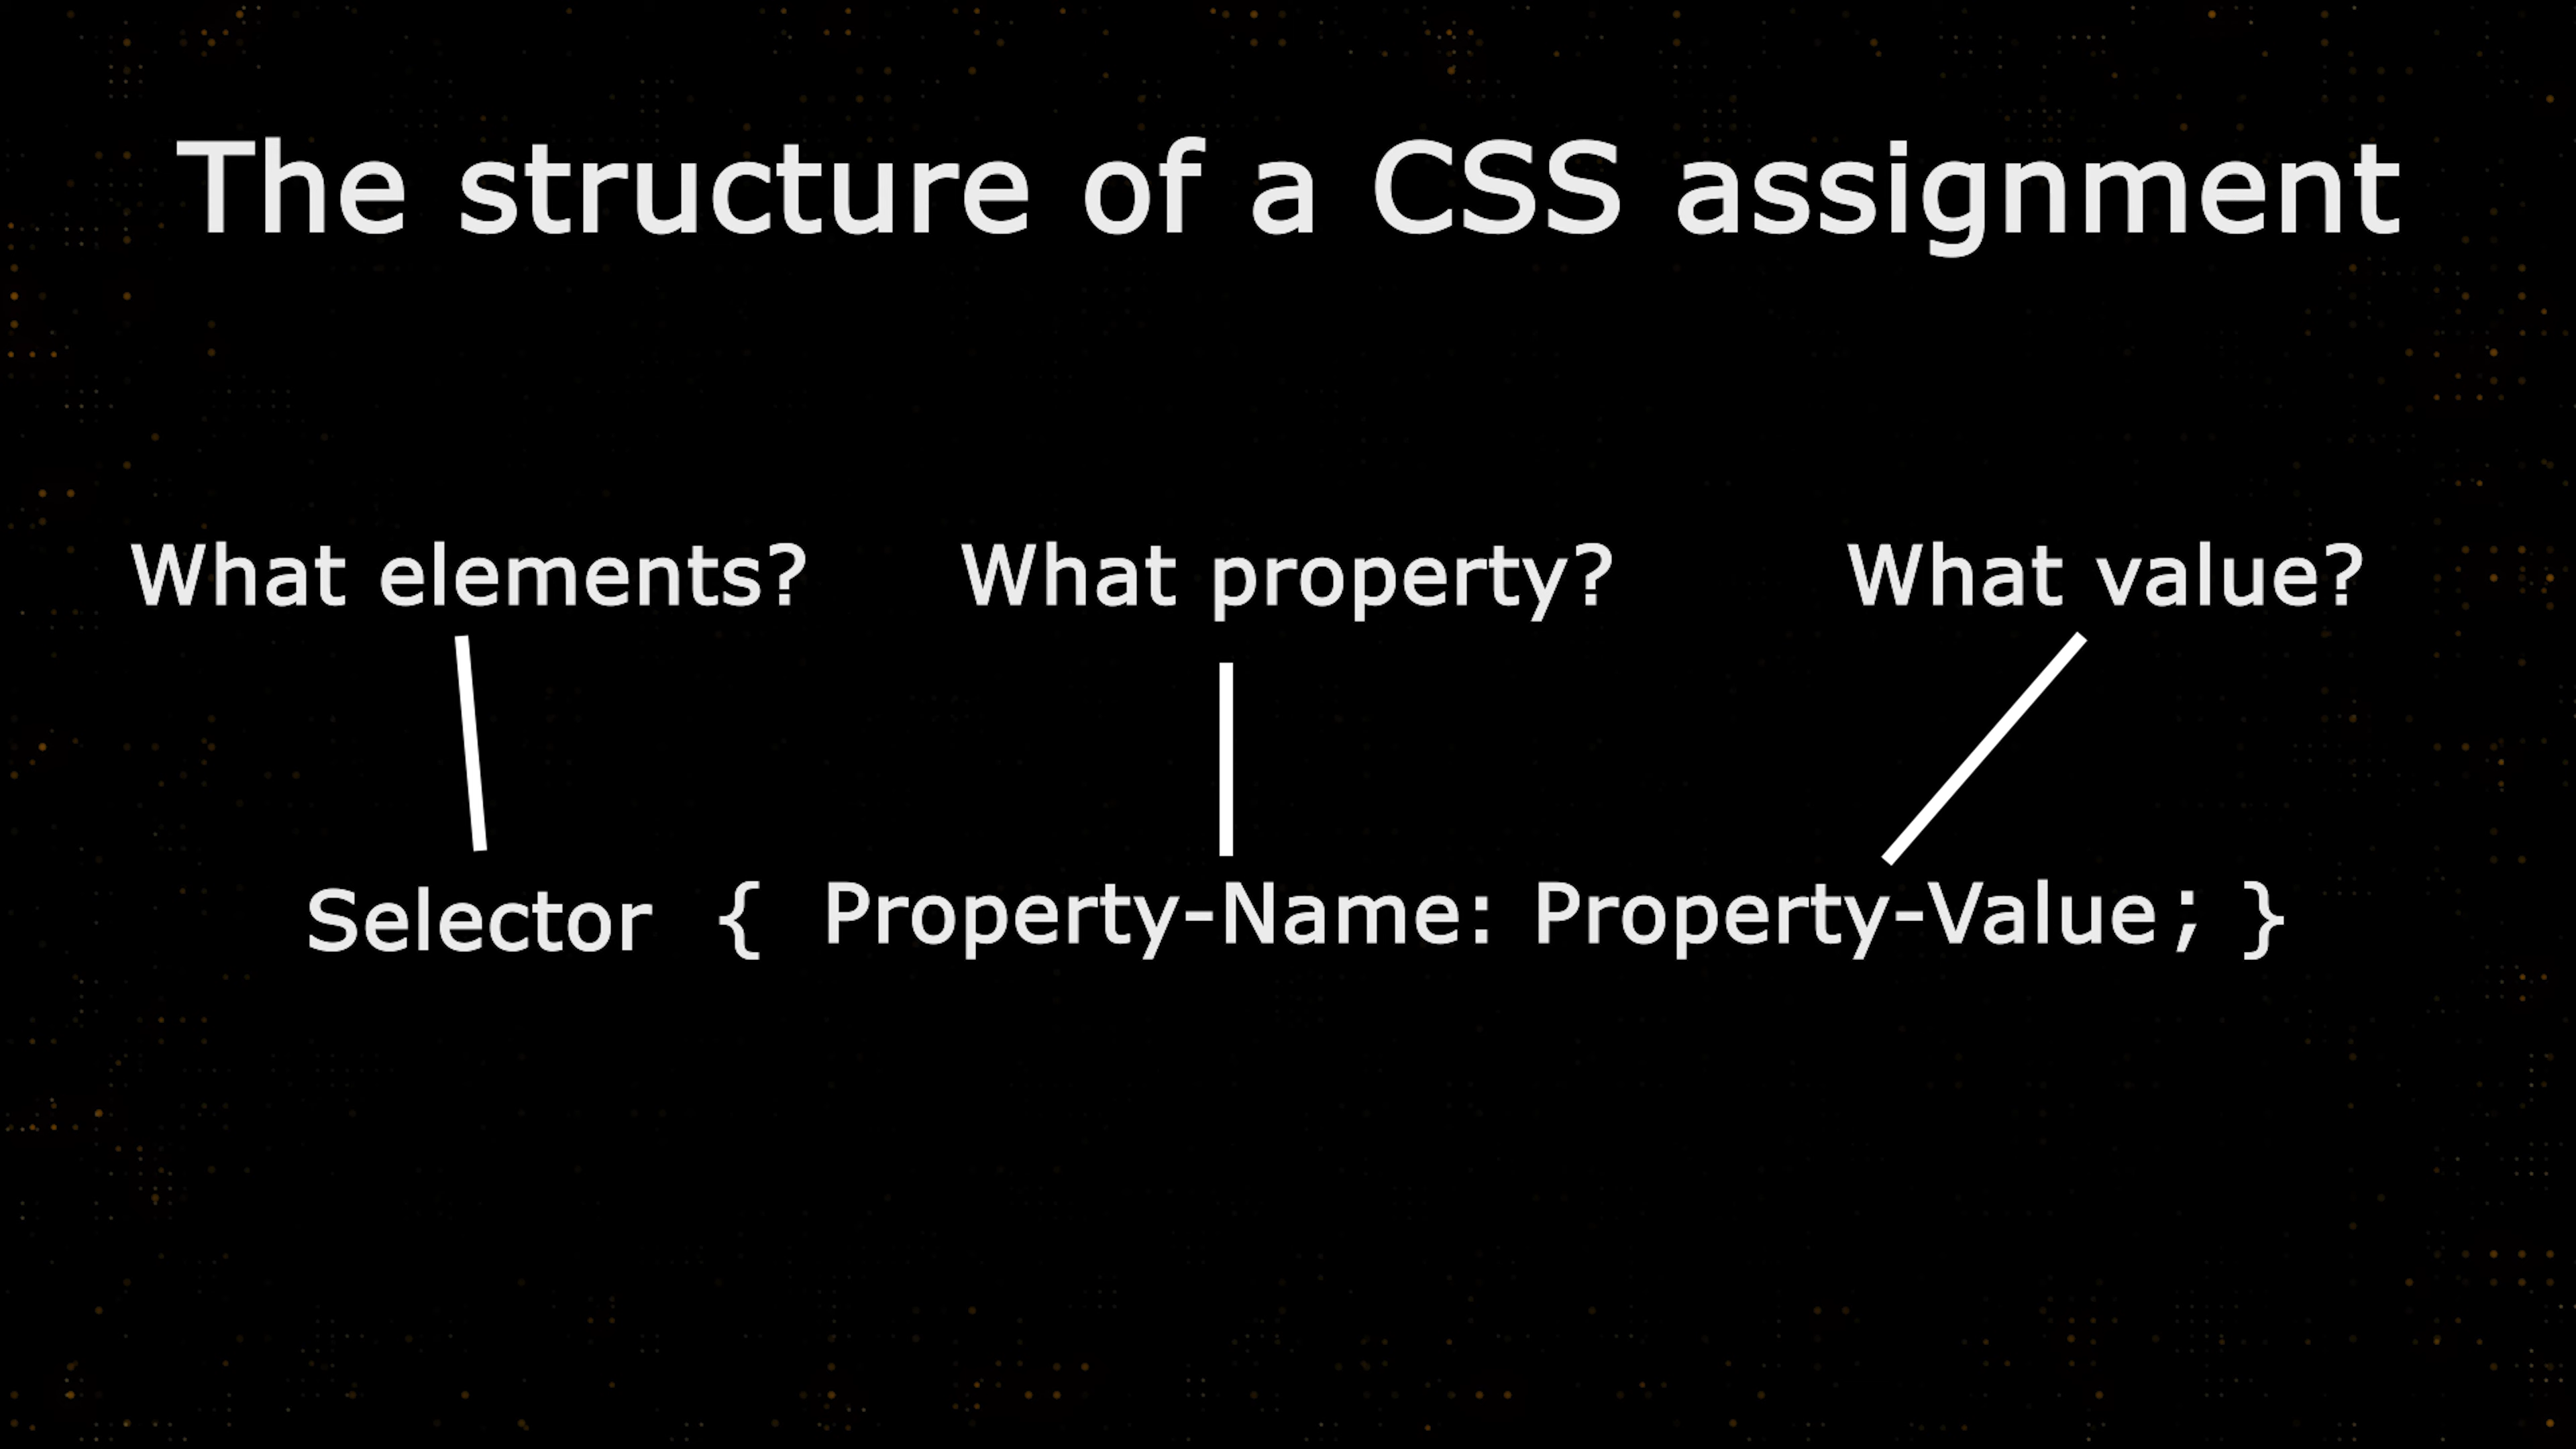 The structure of a CSS assignment
What elements? What property? What value?
Selector { Property-Name: Property-Value; }